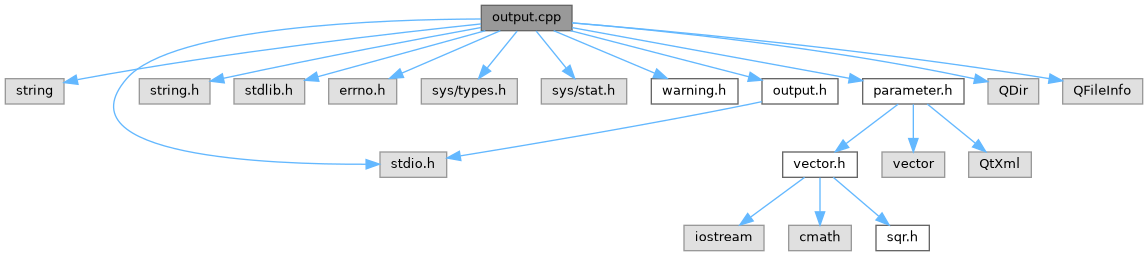 output.cpp
string
string.h
stdlib.h
errno.h
sys/types.h
sys/stat.h
warning.h
output.h
parameter.h
QDir
QFileInfo
stdio.h
vector.h
vector
QtXml
iostream
cmath
sqr.h